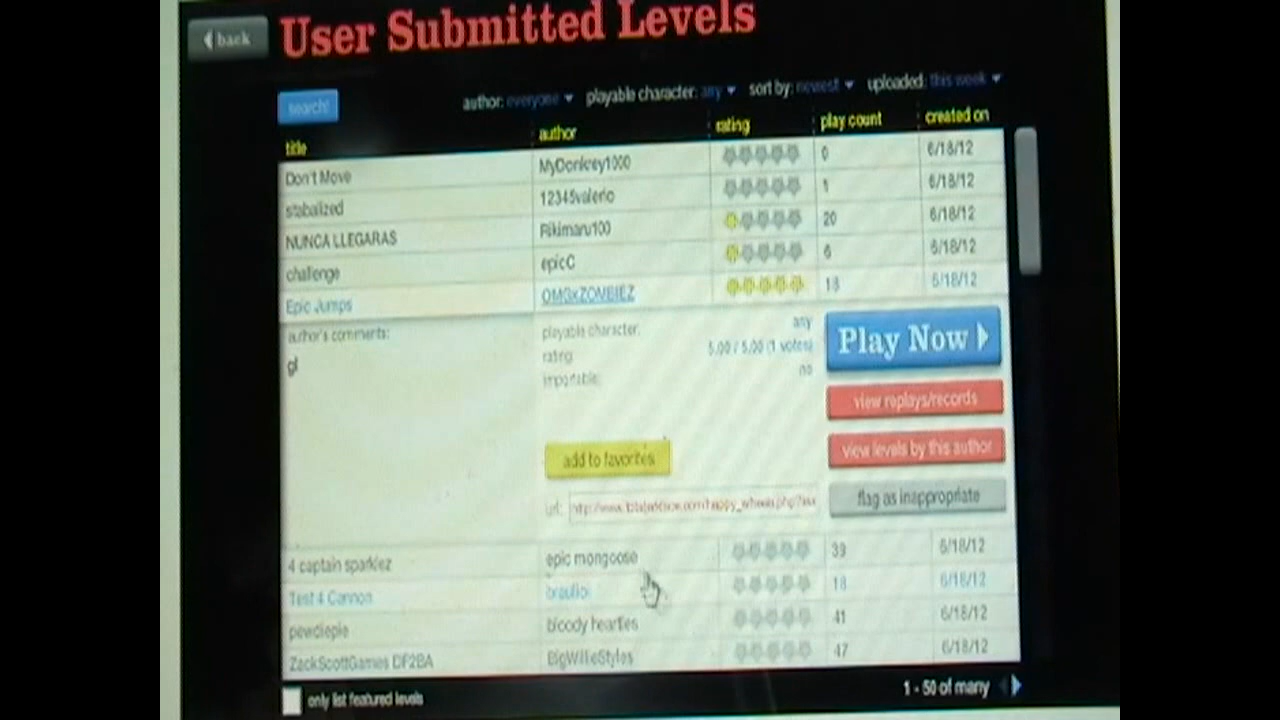 back
User Submitted Levels
search!
author: everyone playable character: any sort by: newest uploaded: this week
title author rating play count created on
Don't Move MyDonkey1000 0 6/18/12
stabalized 12345valerio 1 6/18/12
NUNCA LLEGARAS Rikimaru100 20 6/18/12
challenge epicC 6 6/18/12
Epic Jumps OMGxZOMBIEZ 18 6/18/12
author's comments: playable character: any
gl rating: 5.00 / 5.00 (1 votes)
importable: no
Play Now
view replays/records
view levels by this author
add to favorites
flag as inappropriate
url:
4 captain sparklez epic mongoose 39 6/18/12
Test 4 Cannon 18 6/18/12
pewdiepie bloody hearties 41 6/18/12
ZackScottGames DF2BA BigWillieStyles 47 6/18/12
only list featured levels 1 - 50 of many